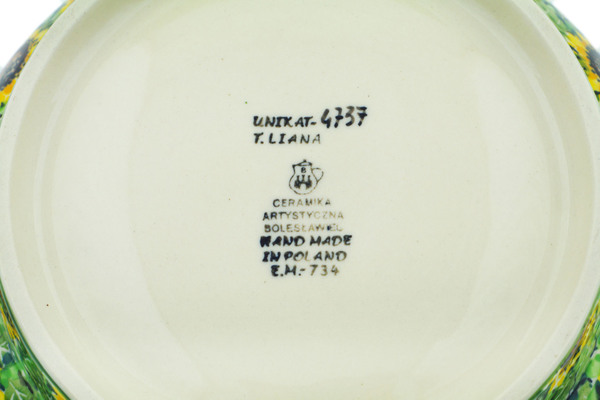 UNIKAT-4737
T. LIANA
B
CERAMIKA
ARTYSTYCZNA
BOLESŁAWIEC
HAND MADE
IN POLAND
E.M.-734